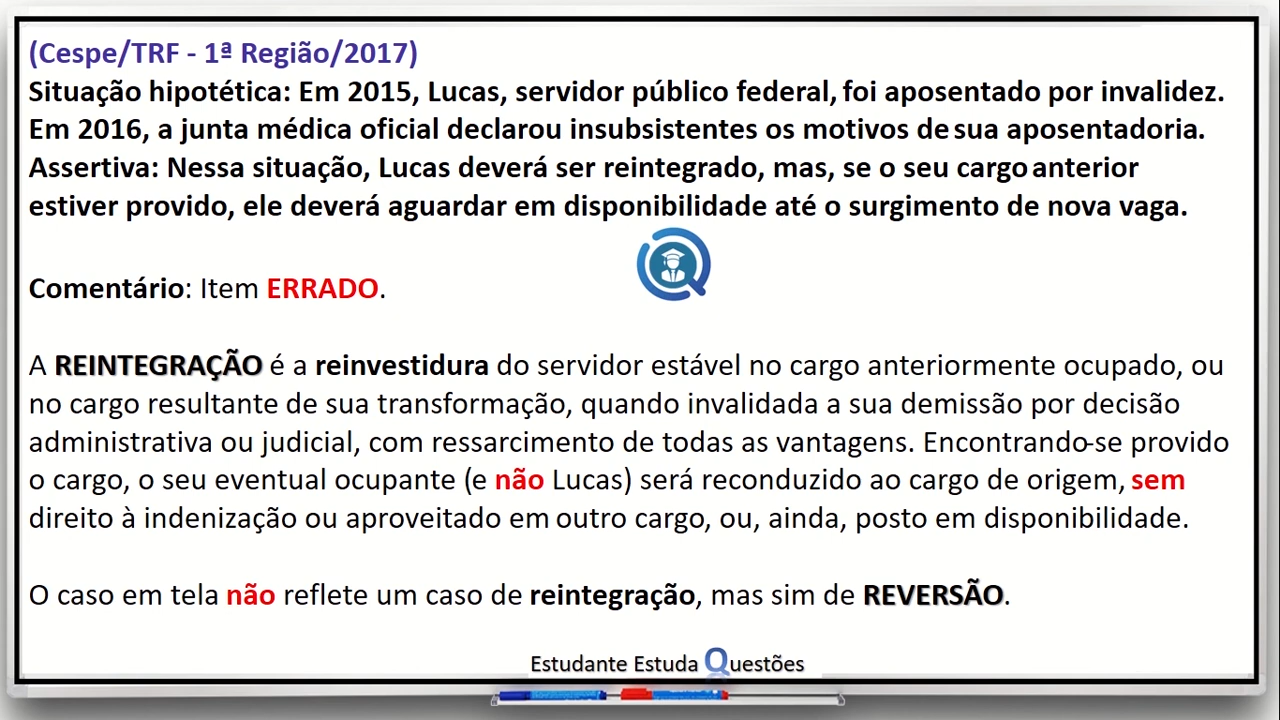 (Cespe/TRF - 1ª Região/2017)
Situação hipotética: Em 2015, Lucas, servidor público federal, foi aposentado por invalidez.
Em 2016, a junta médica oficial declarou insubsistentes os motivos de sua aposentadoria.
Assertiva: Nessa situação, Lucas deverá ser reintegrado, mas, se o seu cargo anterior
estiver provido, ele deverá aguardar em disponibilidade até o surgimento de nova vaga.
Comentário: Item ERRADO.
A REINTEGRAÇÃO é a reinvestidura do servidor estável no cargo anteriormente ocupado, ou
no cargo resultante de sua transformação, quando invalidada a sua demissão por decisão
administrativa ou judicial, com ressarcimento de todas as vantagens. Encontrando-se provido
o cargo, o seu eventual ocupante (e não Lucas) será reconduzido ao cargo de origem, sem
direito à indenização ou aproveitado em outro cargo, ou, ainda, posto em disponibilidade.
O caso em tela não reflete um caso de reintegração, mas sim de REVERSÃO.
Estudante Estuda Questões